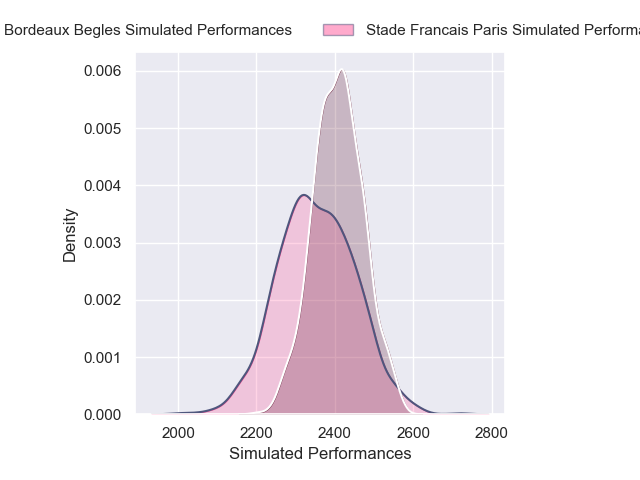 Bordeaux Begles Simulated Performances
Stade Francais Paris Simulated Performa
0.006
0.005
0.004
0.003
0.002
0.001
0.000
Density
2000 2200 2400 2600 2800
Simulated Performances